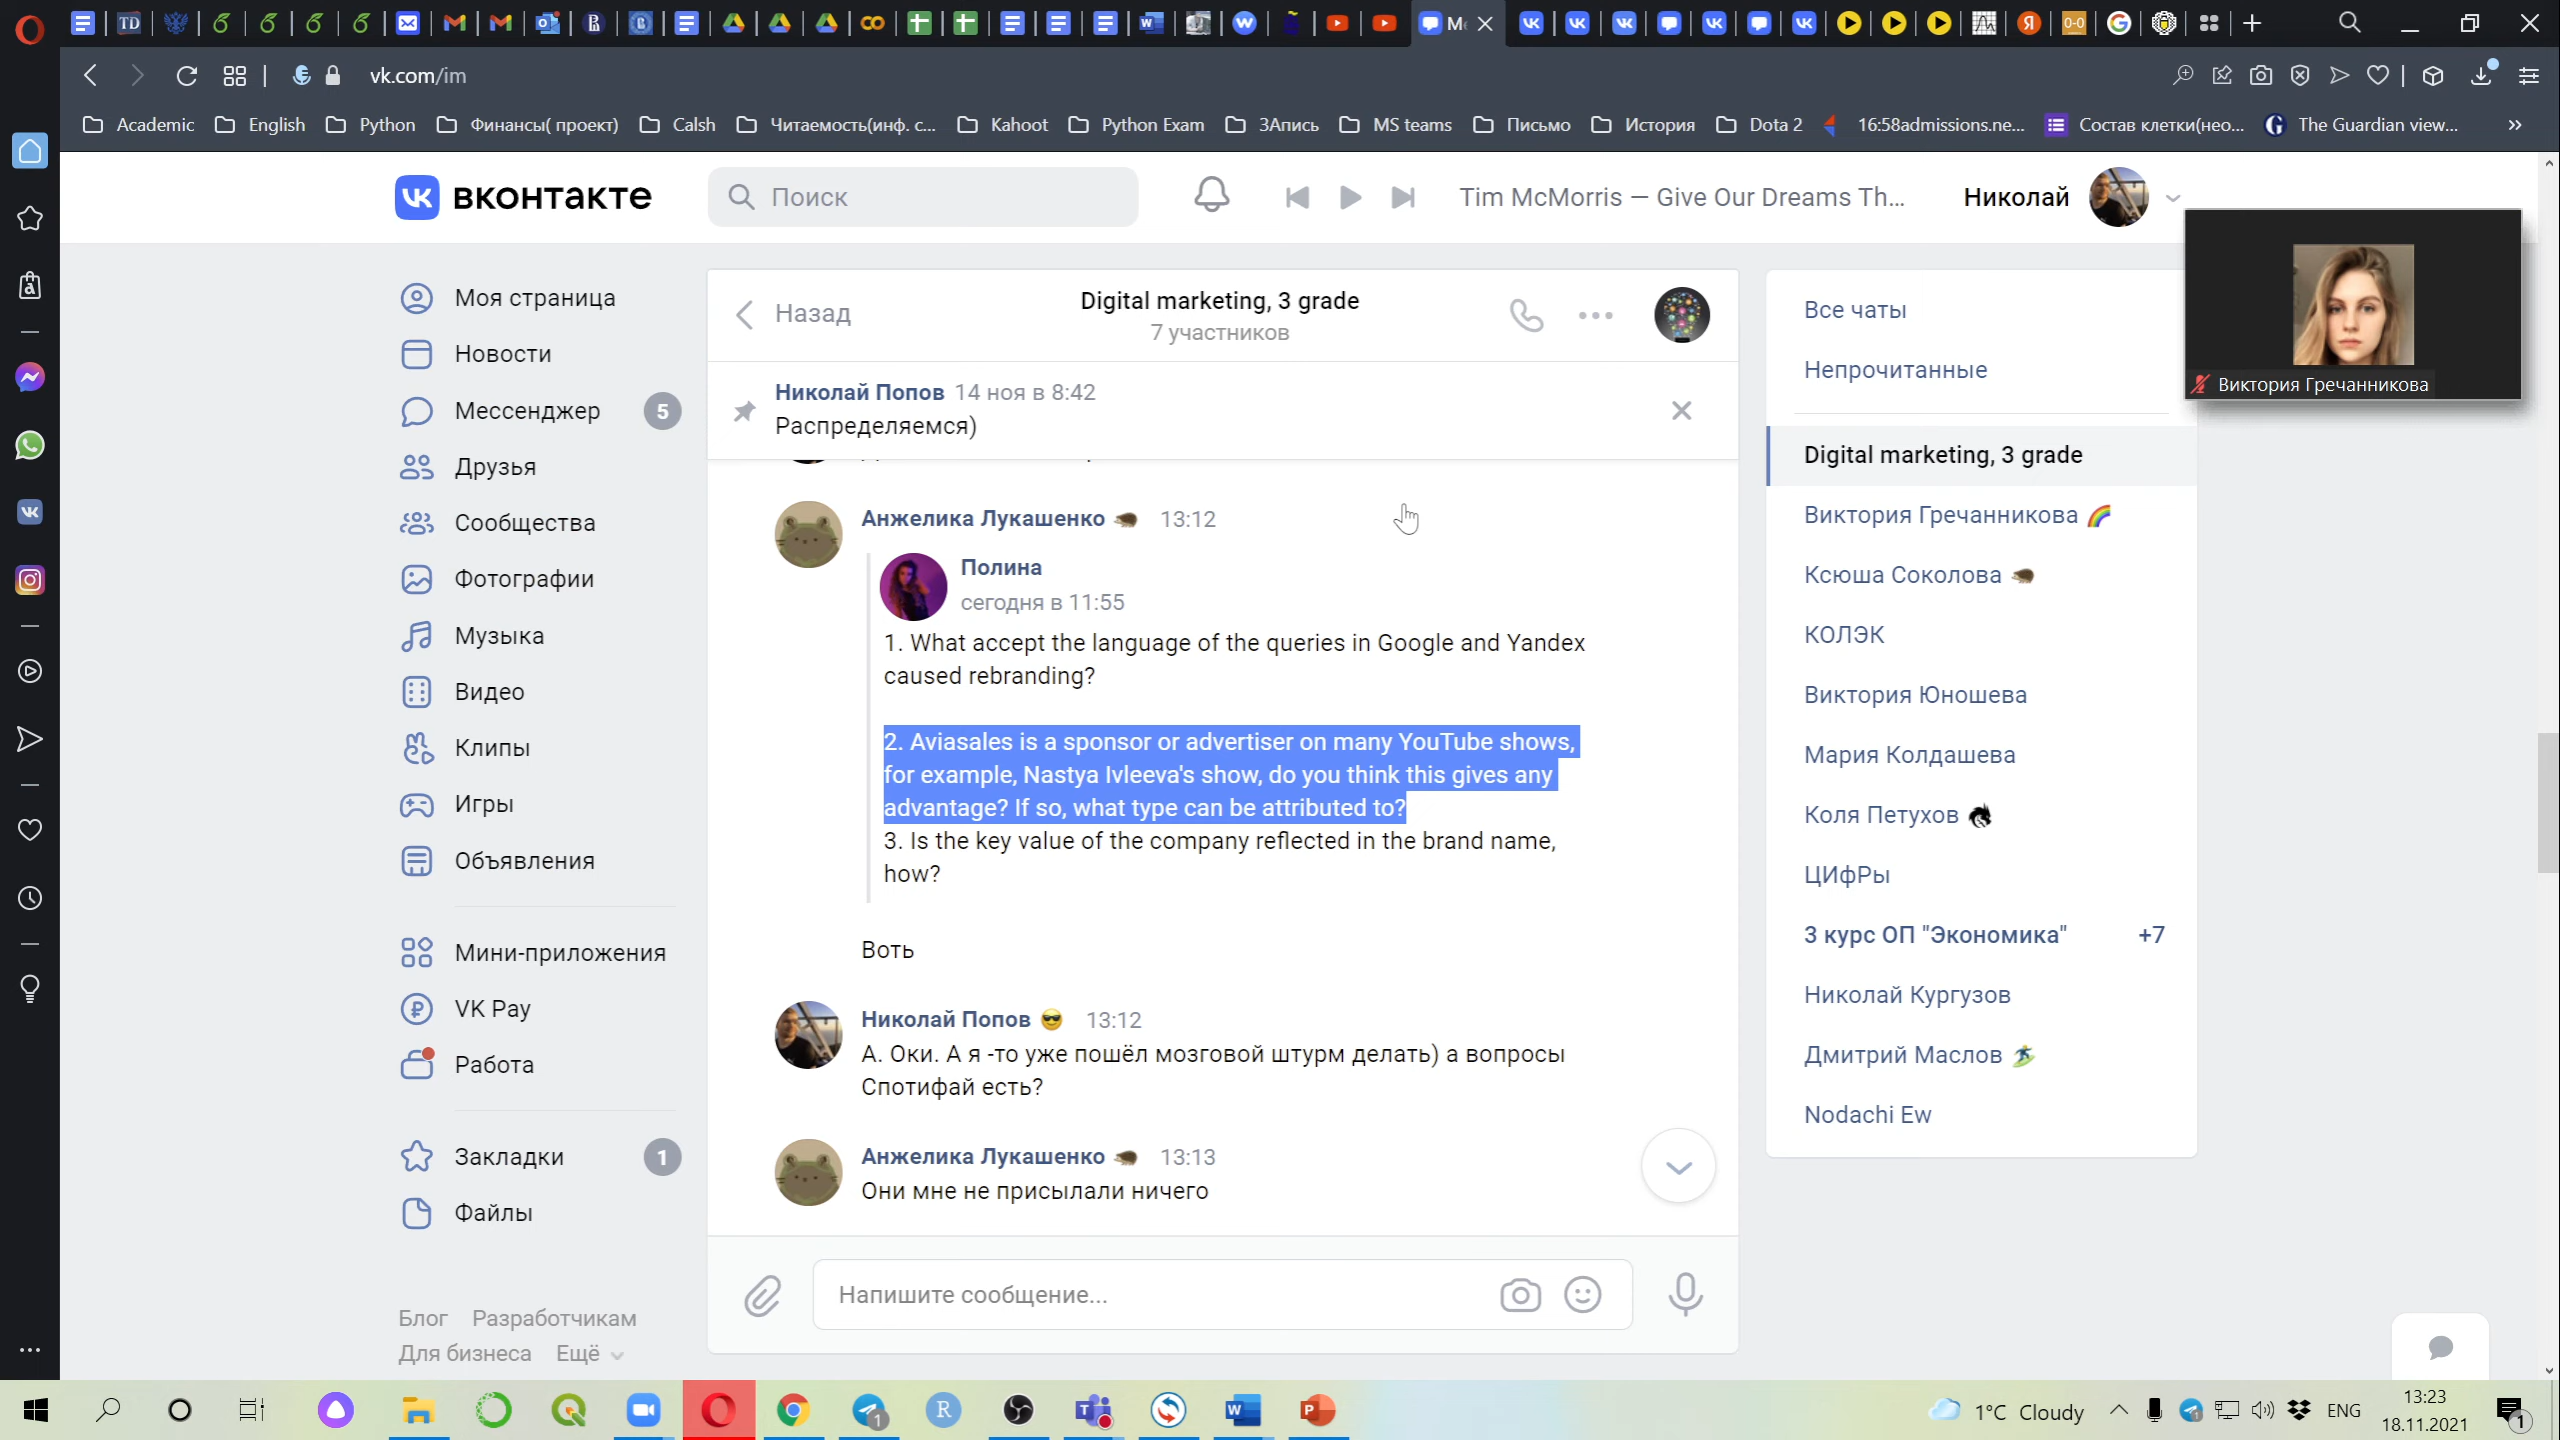 vk.com/im
Academic
English
Python
Финансы( проект)
Calsh
Читаемость(инф. с...
Kahoot
Python Exam
ЗАпись
MS teams
Письмо
История
Dota 2
16:58admissions.ne...
Состав клетки(нео...
The Guardian view...
вконтакте
Поиск
Tim McMorris — Give Our Dreams Th...
Николай
Виктория Гречанникова
Моя страница
Новости
Мессенджер 5
Друзья
Сообщества
Фотографии
Музыка
Видео
Клипы
Игры
Объявления
Мини-приложения
VK Pay
Работа
Закладки 1
Файлы
Блог Разработчикам
Для бизнеса Ещё
Назад
Digital marketing, 3 grade
7 участников
Николай Попов 14 ноя в 8:42
Распределяемся)
Анжелика Лукашенко 13:12
Полина
сегодня в 11:55
1. What accept the language of the queries in Google and Yandex
caused rebranding?
2. Aviasales is a sponsor or advertiser on many YouTube shows,
for example, Nastya Ivleeva's show, do you think this gives any
advantage? If so, what type can be attributed to?
3. Is the key value of the company reflected in the brand name,
how?
Воть
Николай Попов 13:12
А. Оки. А я -то уже пошёл мозговой штурм делать) а вопросы
Спотифай есть?
Анжелика Лукашенко 13:13
Они мне не присылали ничего
Напишите сообщение...
Все чаты
Непрочитанные
Digital marketing, 3 grade
Виктория Гречанникова
Ксюша Соколова
КОЛЭК
Виктория Юношева
Мария Колдашева
Коля Петухов
ЦИфРы
3 курс ОП "Экономика" +7
Николай Кургузов
Дмитрий Маслов
Nodachi Ew
1°C Cloudy
ENG
13:23
18.11.2021
1